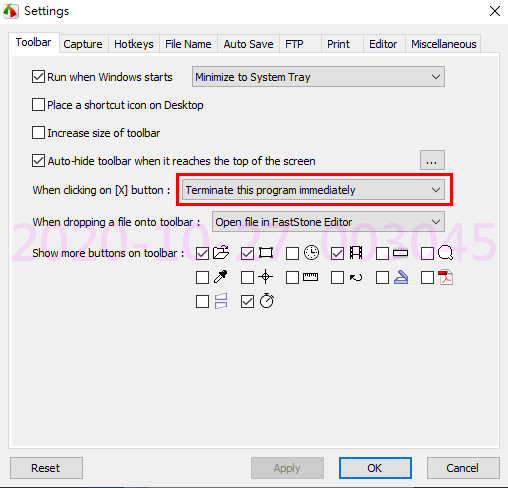 Settings
Toolbar Capture Hotkeys File Name Auto Save FTP Print Editor Miscellaneous
Run when Windows starts Minimize to System Tray
Place a shortcut icon on Desktop
Increase size of toolbar
Auto-hide toolbar when it reaches the top of the screen ...
When clicking on [X] button : Terminate this program immediately
When dropping a file onto toolbar : Open file in FastStone Editor
2020-10-27_003045
Show more buttons on toolbar :
Reset Apply OK Cancel